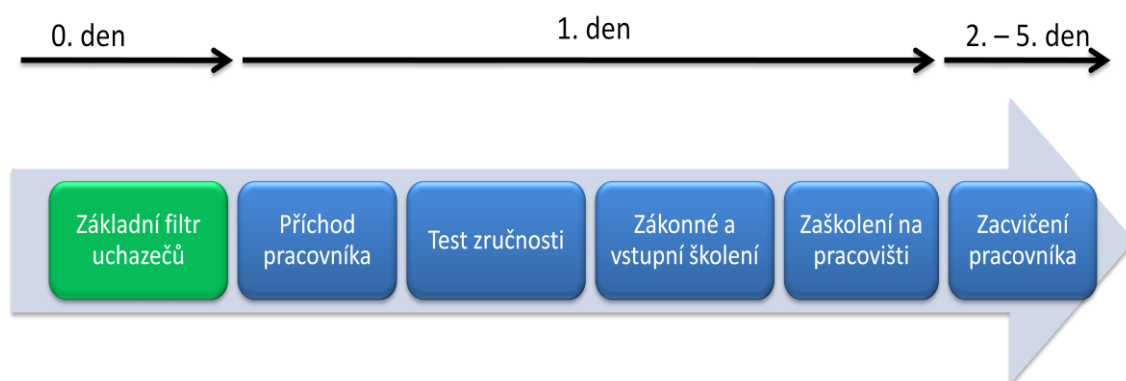 0. den
1. den
2. – 5. den
Základní filtr
uchazečů
Příchod
pracovníka
Test zručnosti
Zákonné a
vstupní školení
Zaškolení na
pracovišti
Zacvičení
pracovníka